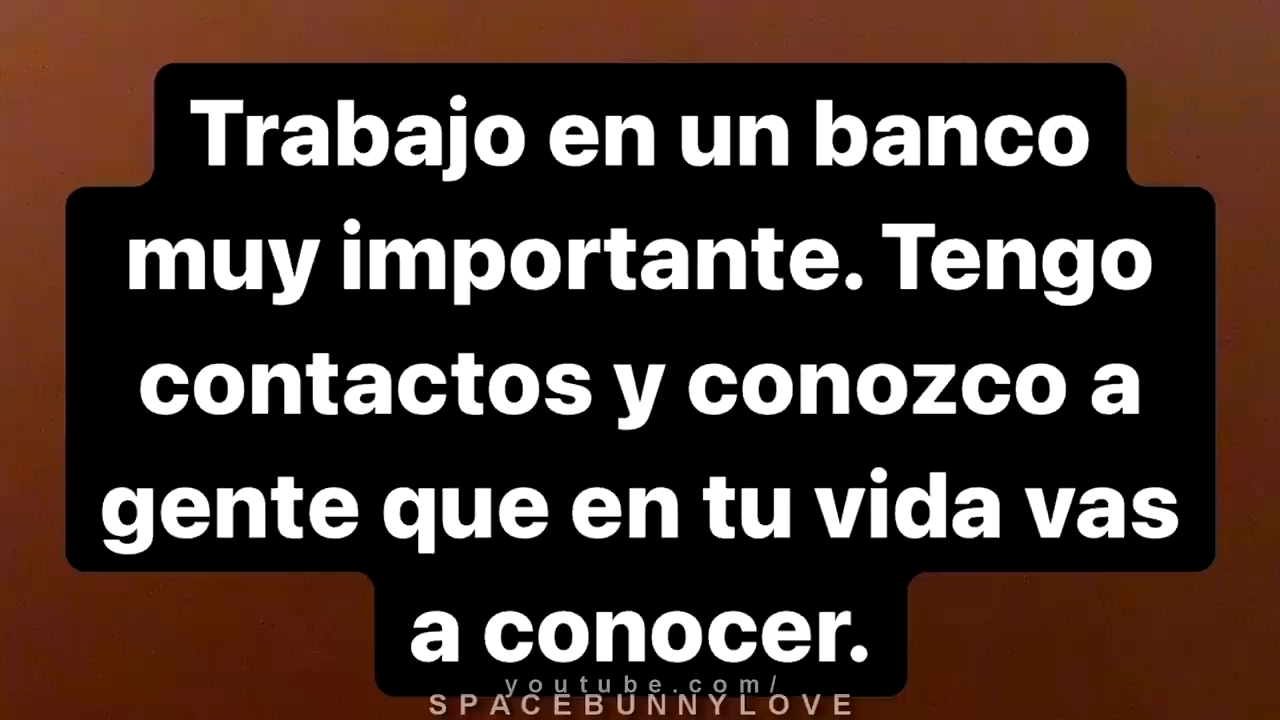 Trabajo en un banco
muy importante. Tengo
contactos y conozco a
gente que en tu vida vas
a conocer.
youtube.com/
SPACEBUNNYLOVE